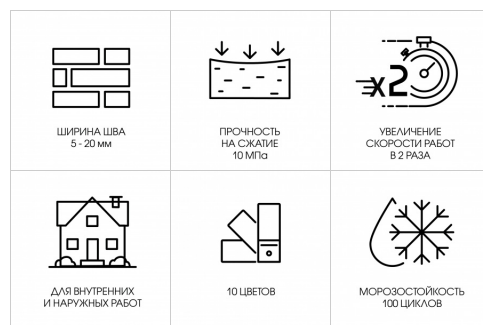 x2
ШИРИНА ШВА
5 - 20 мм
ПРОЧНОСТЬ
НА СЖАТИЕ
10 МПа
УВЕЛИЧЕНИЕ
СКОРОСТИ РАБОТ
В 2 РАЗА
ДЛЯ ВНУТРЕННИХ
И НАРУЖНЫХ РАБОТ
10 ЦВЕТОВ
МОРОЗОСТОЙКОСТЬ
100 ЦИКЛОВ